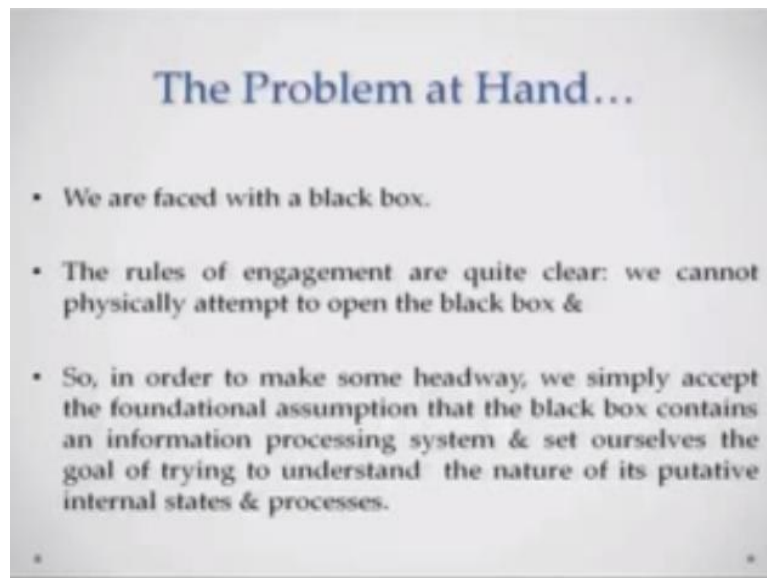 The Problem at Hand...
• We are faced with a black box.
• The rules of engagement are quite clear: we cannot
physically attempt to open the black box &
• So, in order to make some headway, we simply accept
the foundational assumption that the black box contains
an information processing system & set ourselves the
goal of trying to understand the nature of its putative
internal states & processes.